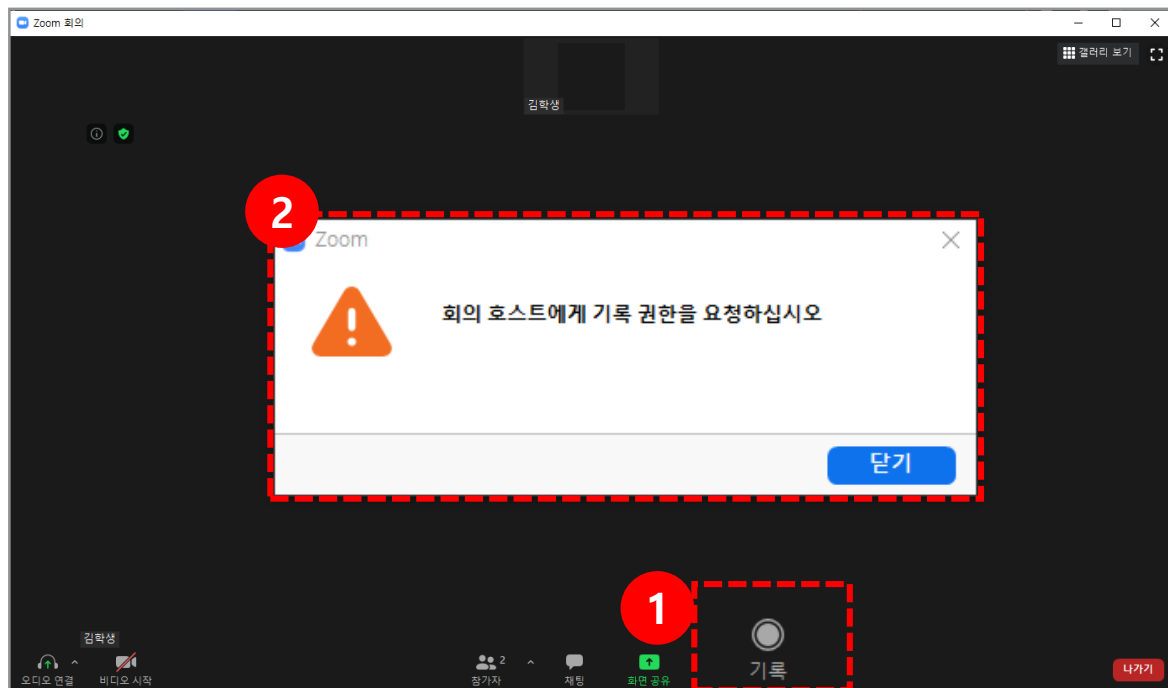 Zoom 회의
갤러리 보기
김학생
2
Zoom
회의 호스트에게 기록 권한을 요청하십시오
닫기
1
김학생
오디오 연결
비디오 시작
2
참가자
채팅
화면 공유
기록
나가기